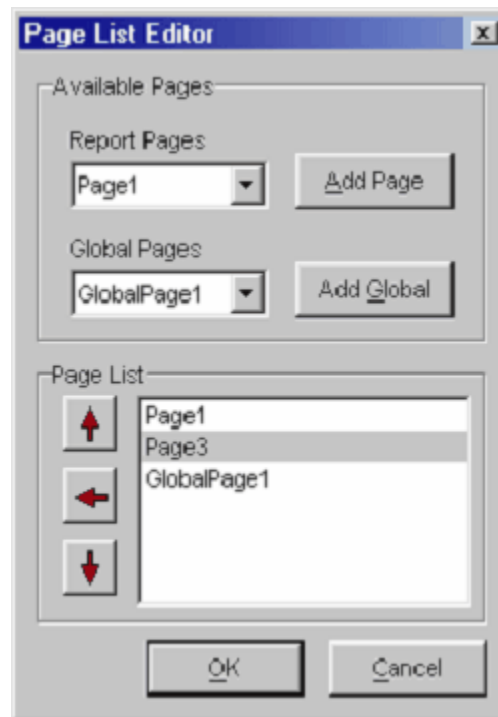 Page List Editor
Available Pages
Report Pages
Page1
Add Page
Global Pages
GlobalPage1
Add Global
Page List
Page1
Page3
GlobalPage1
OK
Cancel